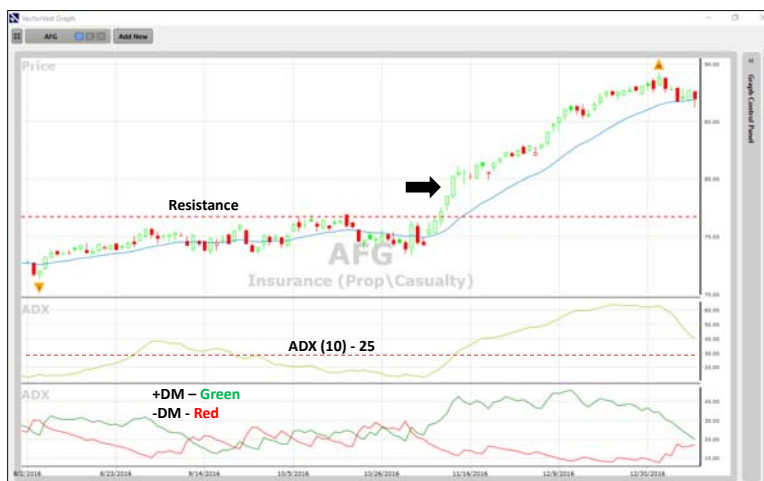 VectorVest Graph
AFG Add New
Price
90.00
85.00
Resistance
80.00
75.00
AFG
Insurance (Prop\Casualty)
70.00
ADX
60.00
50.00
40.00
ADX (10) - 25
30.00
20.00
ADX
+DM – Green
40.00
-DM - Red
30.00
20.00
10.00
8/2/2016 8/23/2016 9/14/2016 10/5/2016 10/26/2016 11/16/2016 12/8/2016 12/30/2016
Graph Control Panel